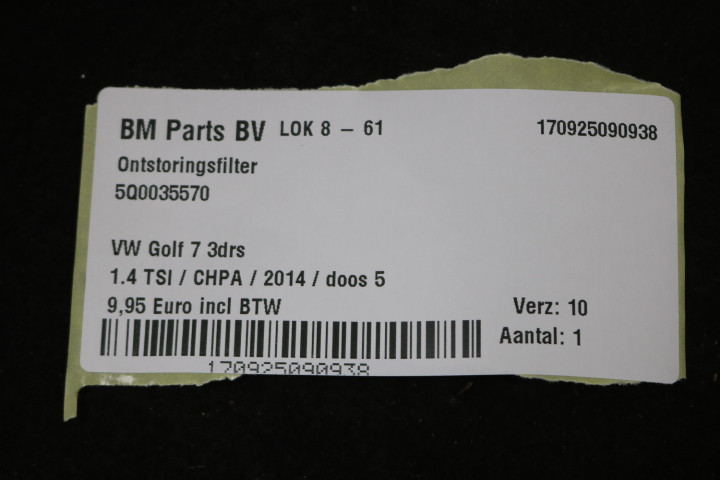 BM Parts BV LOK 8 - 61 170925090938
Ontstoringsfilter
5Q0035570
VW Golf 7 3drs
1.4 TSI / CHPA / 2014 / doos 5
9,95 Euro incl BTW Verz: 10
Aantal: 1
170925090938